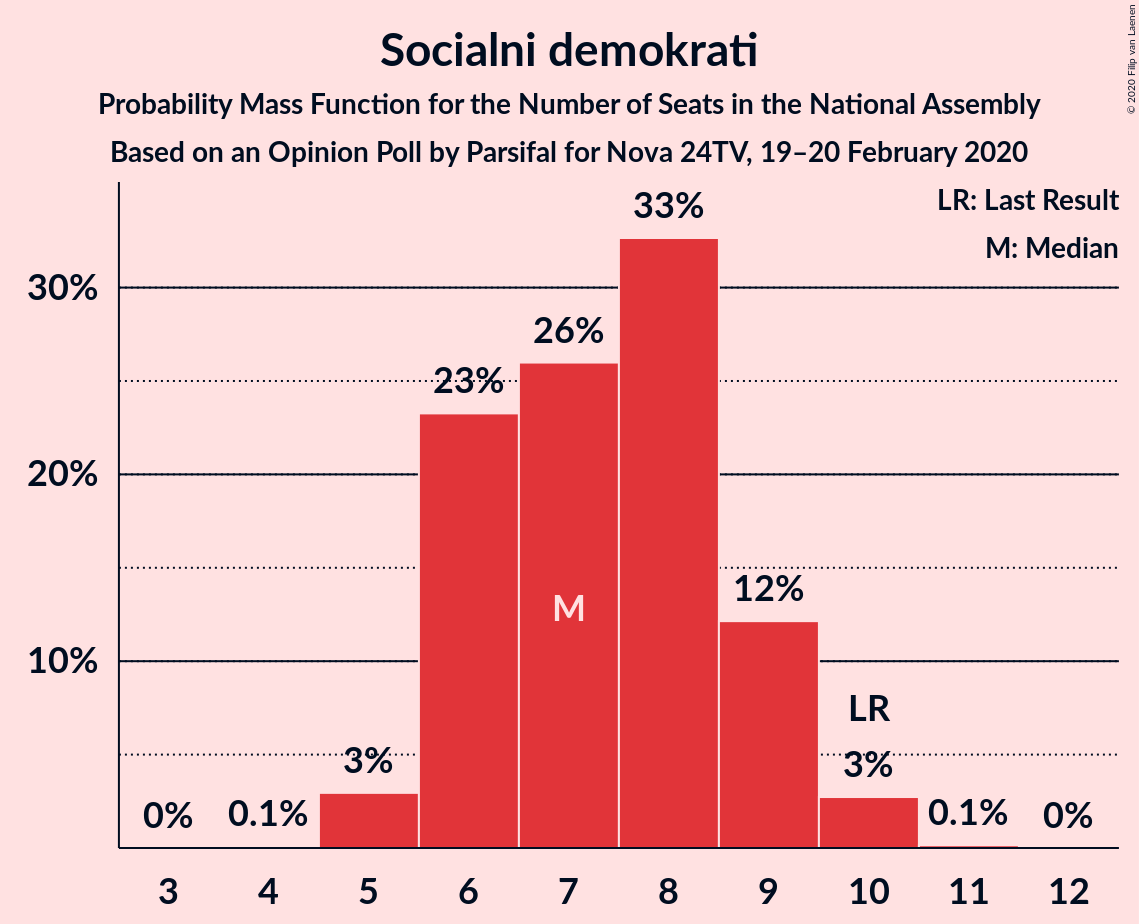 Socialni demokrati
Probability Mass Function for the Number of Seats in the National Assembly
Based on an Opinion Poll by Parsifal for Nova 24TV, 19–20 February 2020
© 2020 Filip van Laenen
LR: Last Result
M: Median
33%
30%
26%
23%
20%
12%
M
10%
LR
3%
3%
0%
0.1%
0.1%
0%
3 4 5 6 7 8 9 10 11 12